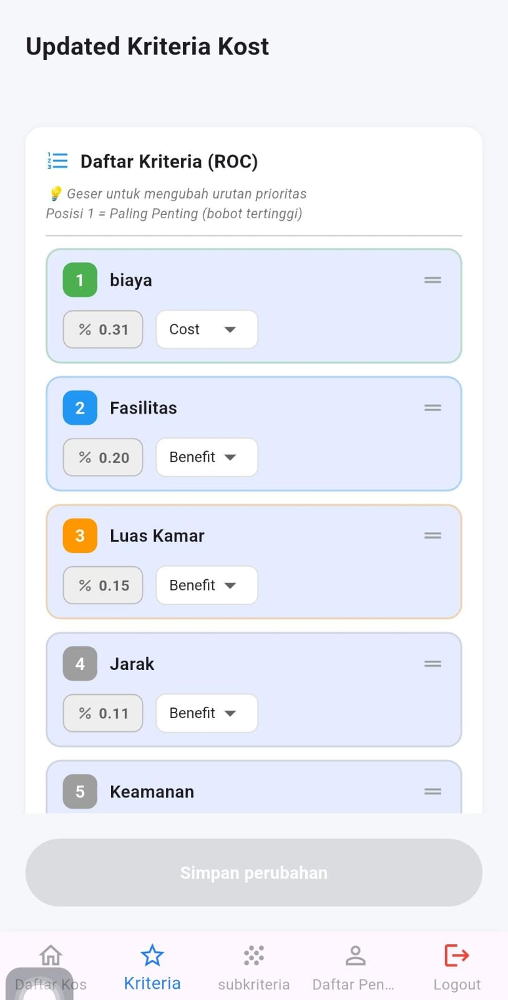 Updated Kriteria Kost
Daftar Kriteria (ROC)
💡 Geser untuk mengubah urutan prioritas
Posisi 1 = Paling Penting (bobot tertinggi)
1 biaya
% 0.31 Cost
2 Fasilitas
% 0.20 Benefit
3 Luas Kamar
% 0.15 Benefit
4 Jarak
% 0.11 Benefit
5 Keamanan
Simpan perubahan
Daftar Kos Kriteria subkriteria Daftar Pen... Logout